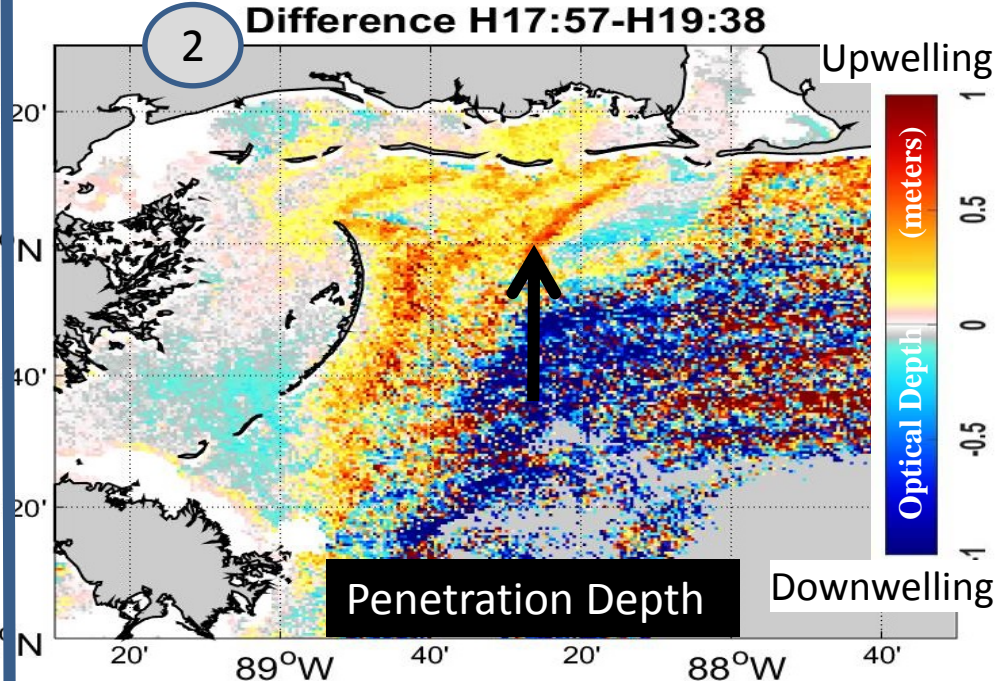 Difference H17:57-H19:38
2
Upwelling
20'
N
40'
20'
N
20'
89°W
40'
20'
88°W
40'
1
0.5
0
-0.5
-1
Optical Depth (meters)
Penetration Depth
Downwelling